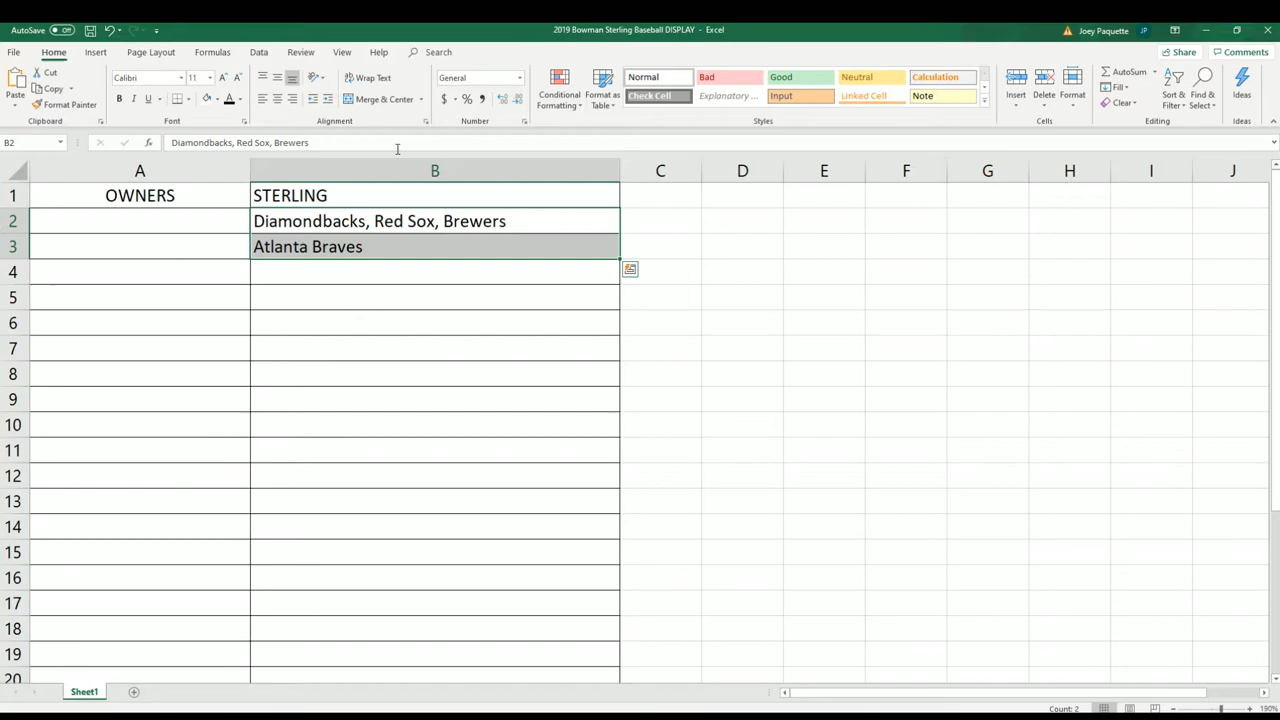 AutoSave Off
2019 Bowman Sterling Baseball DISPLAY - Excel
Joey Paquette JP
File Home Insert Page Layout Formulas Data Review View Help Search
Share Comments
Paste
Cut
Copy
Format Painter
Clipboard
Calibri 11 A A
B I U A
Font
ab
Wrap Text
Merge & Center
Alignment
General
$ % ,
Number
Conditional Formatting
Format as Table
Normal Bad Good Neutral Calculation
Check Cell Explanatory ... Input Linked Cell Note
Styles
Insert Delete Format
Cells
AutoSum
Fill
Clear
Sort & Filter
Find & Select
Editing
Ideas
Ideas
B2 fx Diamondbacks, Red Sox, Brewers
A B C D E F G H I J
1 OWNERS STERLING
2 Diamondbacks, Red Sox, Brewers
3 Atlanta Braves
4
5
6
7
8
9
10
11
12
13
14
15
16
17
18
19
20
Sheet1
Count: 2
190%